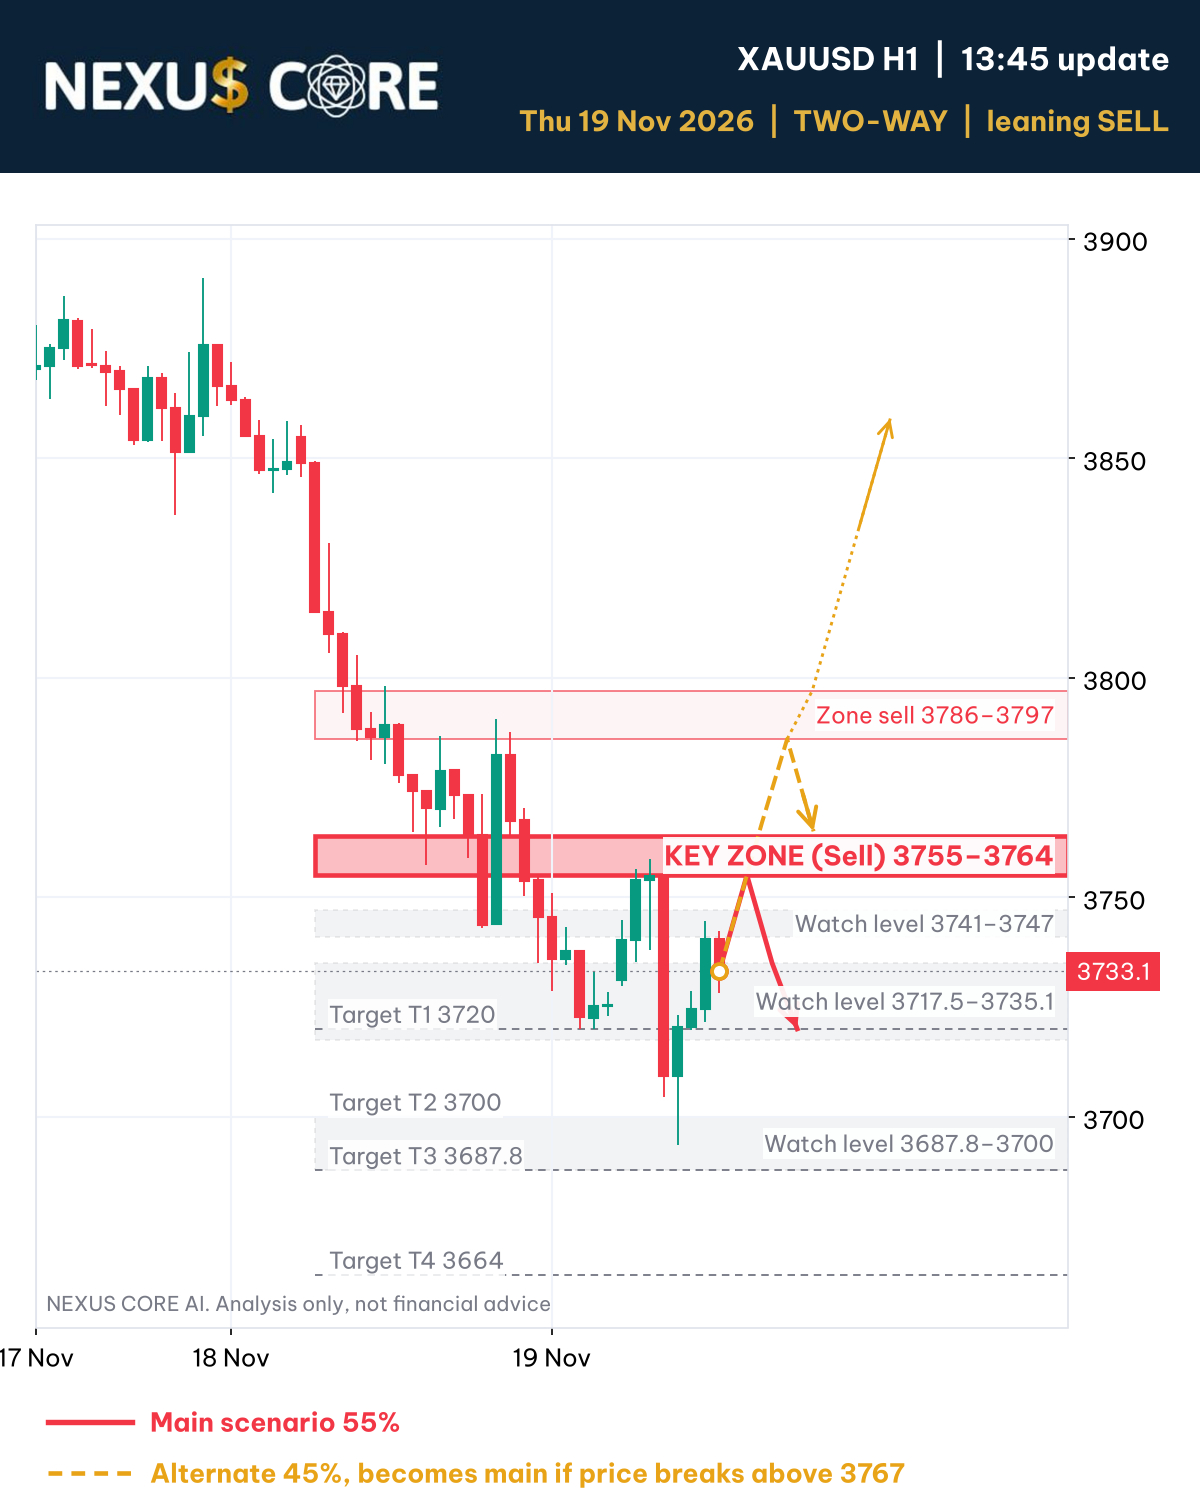 NEXU$ CORE
XAUUSD H1 | 13:45 update
Thu 19 Nov 2026 | TWO-WAY | leaning SELL
3900
3850
3800
Zone sell 3786–3797
KEY ZONE (Sell) 3755–3764
3750
Watch level 3741–3747
3733.1
Watch level 3717.5–3735.1
Target T1 3720
Target T2 3700
3700
Watch level 3687.8–3700
Target T3 3687.8
Target T4 3664
NEXUS CORE AI. Analysis only, not financial advice
17 Nov
18 Nov
19 Nov
Main scenario 55%
Alternate 45%, becomes main if price breaks above 3767